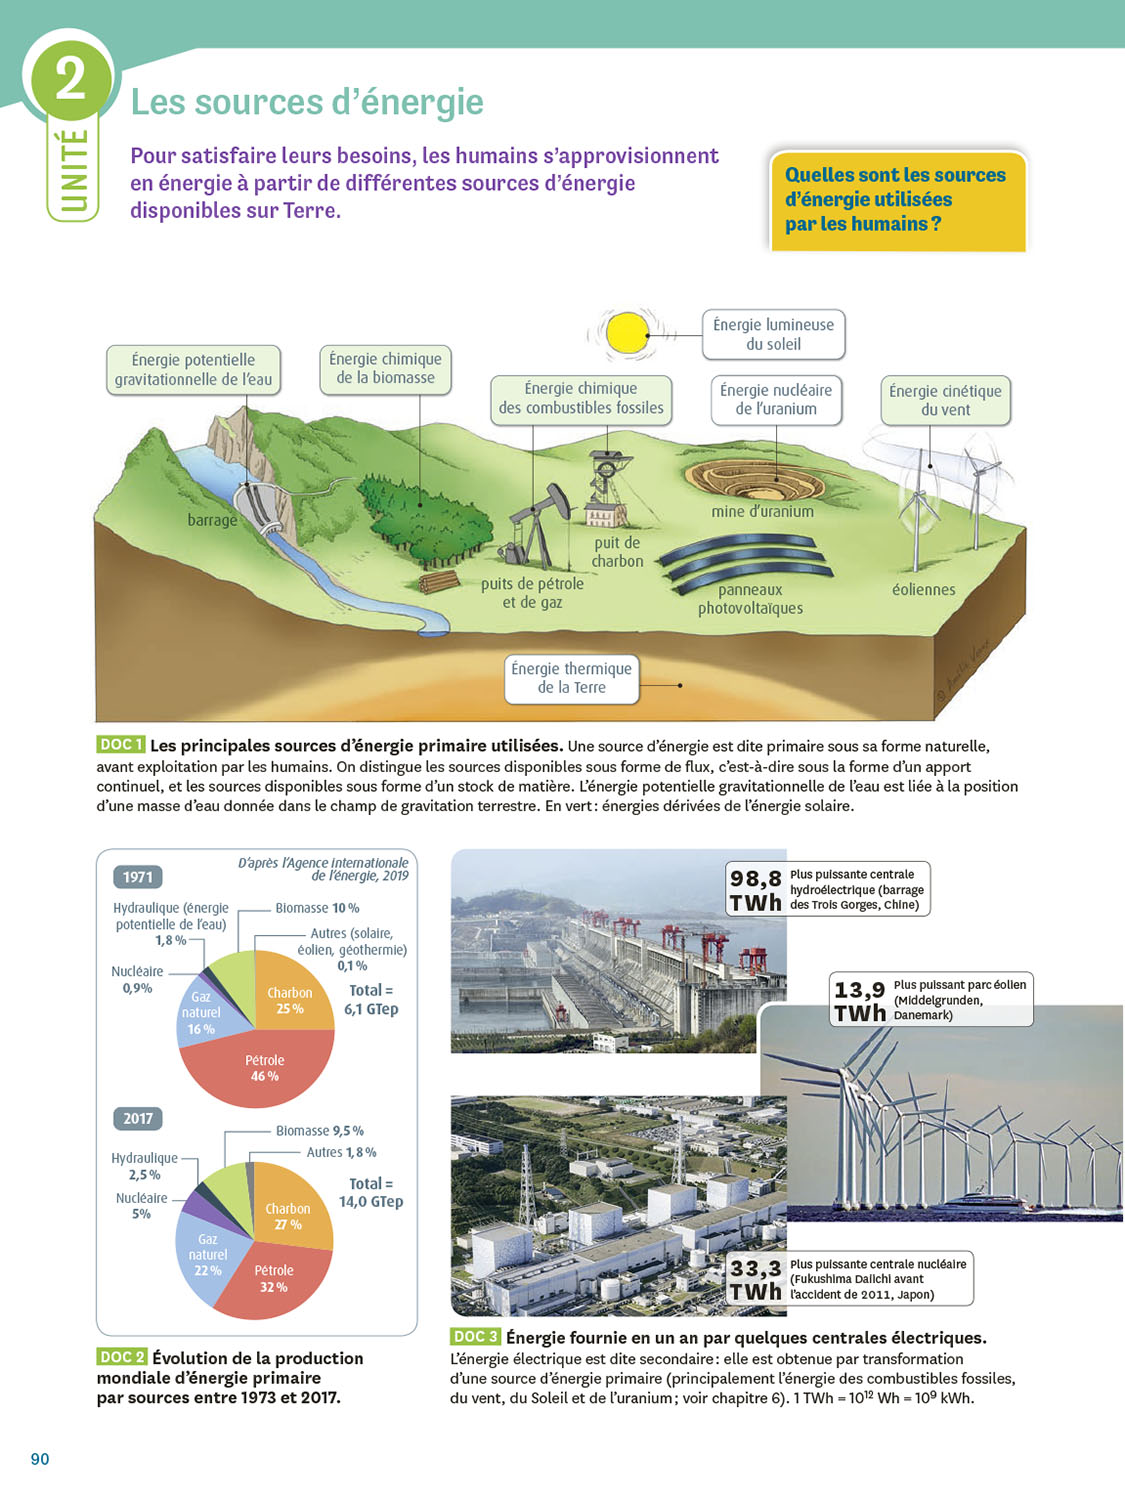 2
UNITÉ
Les sources d’énergie
Pour satisfaire leurs besoins, les humains s’approvisionnent
en énergie à partir de différentes sources d’énergie
disponibles sur Terre.
Quelles sont les sources
d’énergie utilisées
par les humains ?
Énergie lumineuse
du soleil
Énergie potentielle
gravitationnelle de l’eau
Énergie chimique
de la biomasse
Énergie chimique
des combustibles fossiles
Énergie nucléaire
de l’uranium
Énergie cinétique
du vent
barrage
puits de pétrole
et de gaz
puit de
charbon
mine d’uranium
panneaux
photovoltaïques
éoliennes
Énergie thermique
de la Terre
DOC 1 Les principales sources d’énergie primaire utilisées. Une source d’énergie est dite primaire sous sa forme naturelle,
avant exploitation par les humains. On distingue les sources disponibles sous forme de flux, c’est-à-dire sous la forme d’un apport
continuel, et les sources disponibles sous forme d’un stock de matière. L’énergie potentielle gravitationnelle de l’eau est liée à la position
d’une masse d’eau donnée dans le champ de gravitation terrestre. En vert : énergies dérivées de l’énergie solaire.
D’après l’Agence internationale
de l’énergie, 2019
1971
Hydraulique (énergie
potentielle de l’eau)
1,8 %
Biomasse 10 %
Autres (solaire,
éolien, géothermie)
0,1 %
Nucléaire
0,9%
Gaz
naturel
16 %
Charbon
25 %
Total =
6,1 GTep
Pétrole
46 %
2017
Biomasse 9,5 %
Autres 1,8 %
Hydraulique
2,5 %
Nucléaire
5%
Total =
14,0 GTep
Charbon
27 %
Gaz
naturel
22 %
Pétrole
32 %
DOC 2 Évolution de la production
mondiale d’énergie primaire
par sources entre 1973 et 2017.
98,8
TWh
Plus puissante centrale
hydroélectrique (barrage
des Trois Gorges, Chine)
13,9
TWh
Plus puissant parc éolien
(Middelgrunden,
Danemark)
33,3
TWh
Plus puissante centrale nucléaire
(Fukushima Daiichi avant
l’accident de 2011, Japon)
DOC 3 Énergie fournie en un an par quelques centrales électriques.
L’énergie électrique est dite secondaire : elle est obtenue par transformation
d’une source d’énergie primaire (principalement l’énergie des combustibles fossiles,
du vent, du Soleil et de l’uranium ; voir chapitre 6). 1 TWh = 10¹² Wh = 10⁹ kWh.
90